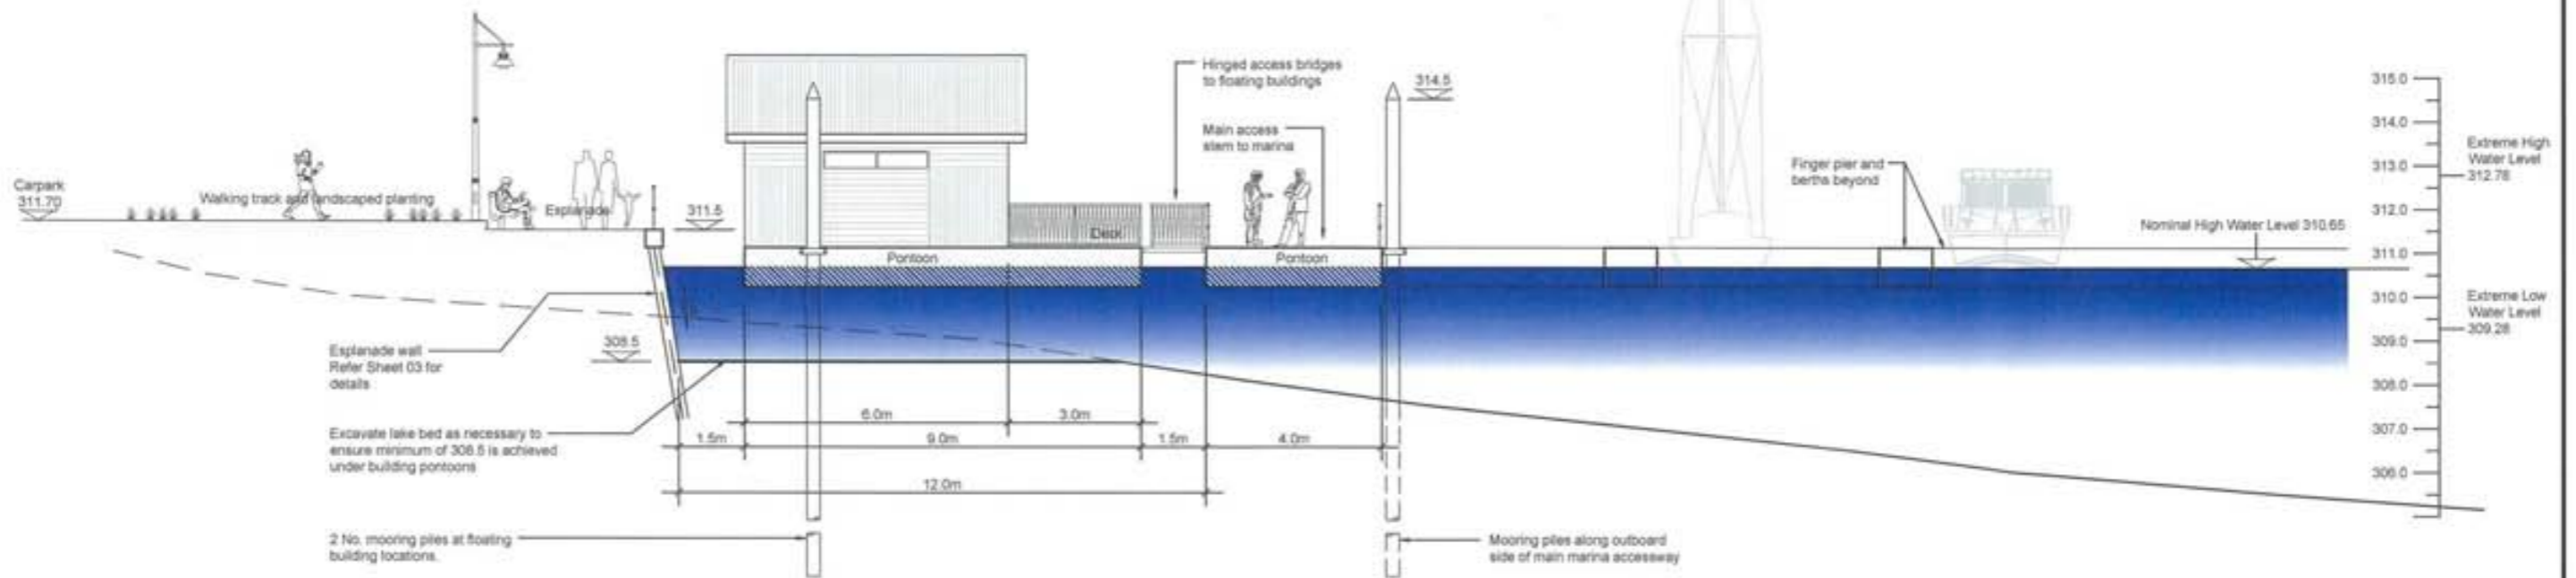 Carpark
311.70
Walking track and landscaped planting
Esplanade
311.5
Hinged access bridges
to floating buildings
Main access
stem to marina
314.5
Deck
Pontoon
Pontoon
Finger pier and
berths beyond
Nominal High Water Level 310.65
315.0
314.0
313.0
312.0
311.0
310.0
309.0
308.0
307.0
306.0
Extreme High
Water Level
312.78
Extreme Low
Water Level
309.28
Esplanade wall
Refer Sheet 03 for
details
308.5
Excavate lake bed as necessary to
ensure minimum of 308.5 is achieved
under building pontoons
6.0m
3.0m
1.5m
9.0m
1.5m
4.0m
12.0m
2 No. mooring piles at floating
building locations.
Mooring piles along outboard
side of main marina accessway